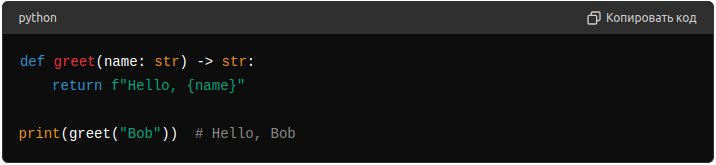 python
Копировать код
def greet(name: str) -> str:
    return f"Hello, {name}"
print(greet("Bob"))  # Hello, Bob